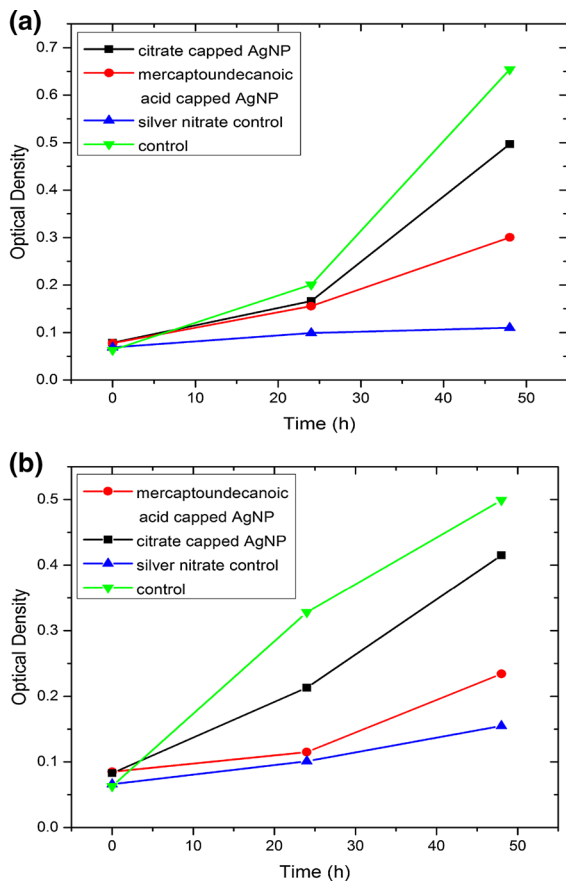 (a)
0.7
0.6
0.5
0.4
0.3
0.2
0.1
0.0
Optical Density
citrate capped AgNP
mercaptoundecanoic
acid capped AgNP
silver nitrate control
control
0 10 20 30 40 50
Time (h)
(b)
0.5
0.4
0.3
0.2
0.1
0.0
Optical Density
mercaptoundecanoic
acid capped AgNP
citrate capped AgNP
silver nitrate control
control
0 10 20 30 40 50
Time (h)